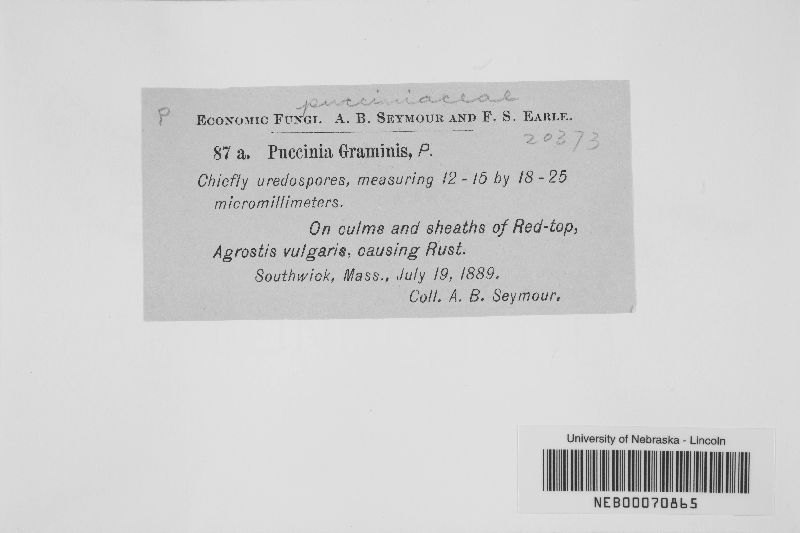 pucciniaceae
P
Economic Fungi. A. B. Seymour and F. S. Earle.
20373
87 a. Puccinia Graminis, P.
Chiefly uredospores, measuring 12 - 15 by 18 - 25
micromillimeters.
On culms and sheaths of Red-top,
Agrostis vulgaris, causing Rust.
Southwick, Mass., July 19, 1889.
Coll. A. B. Seymour.
University of Nebraska - Lincoln
NEB00070865